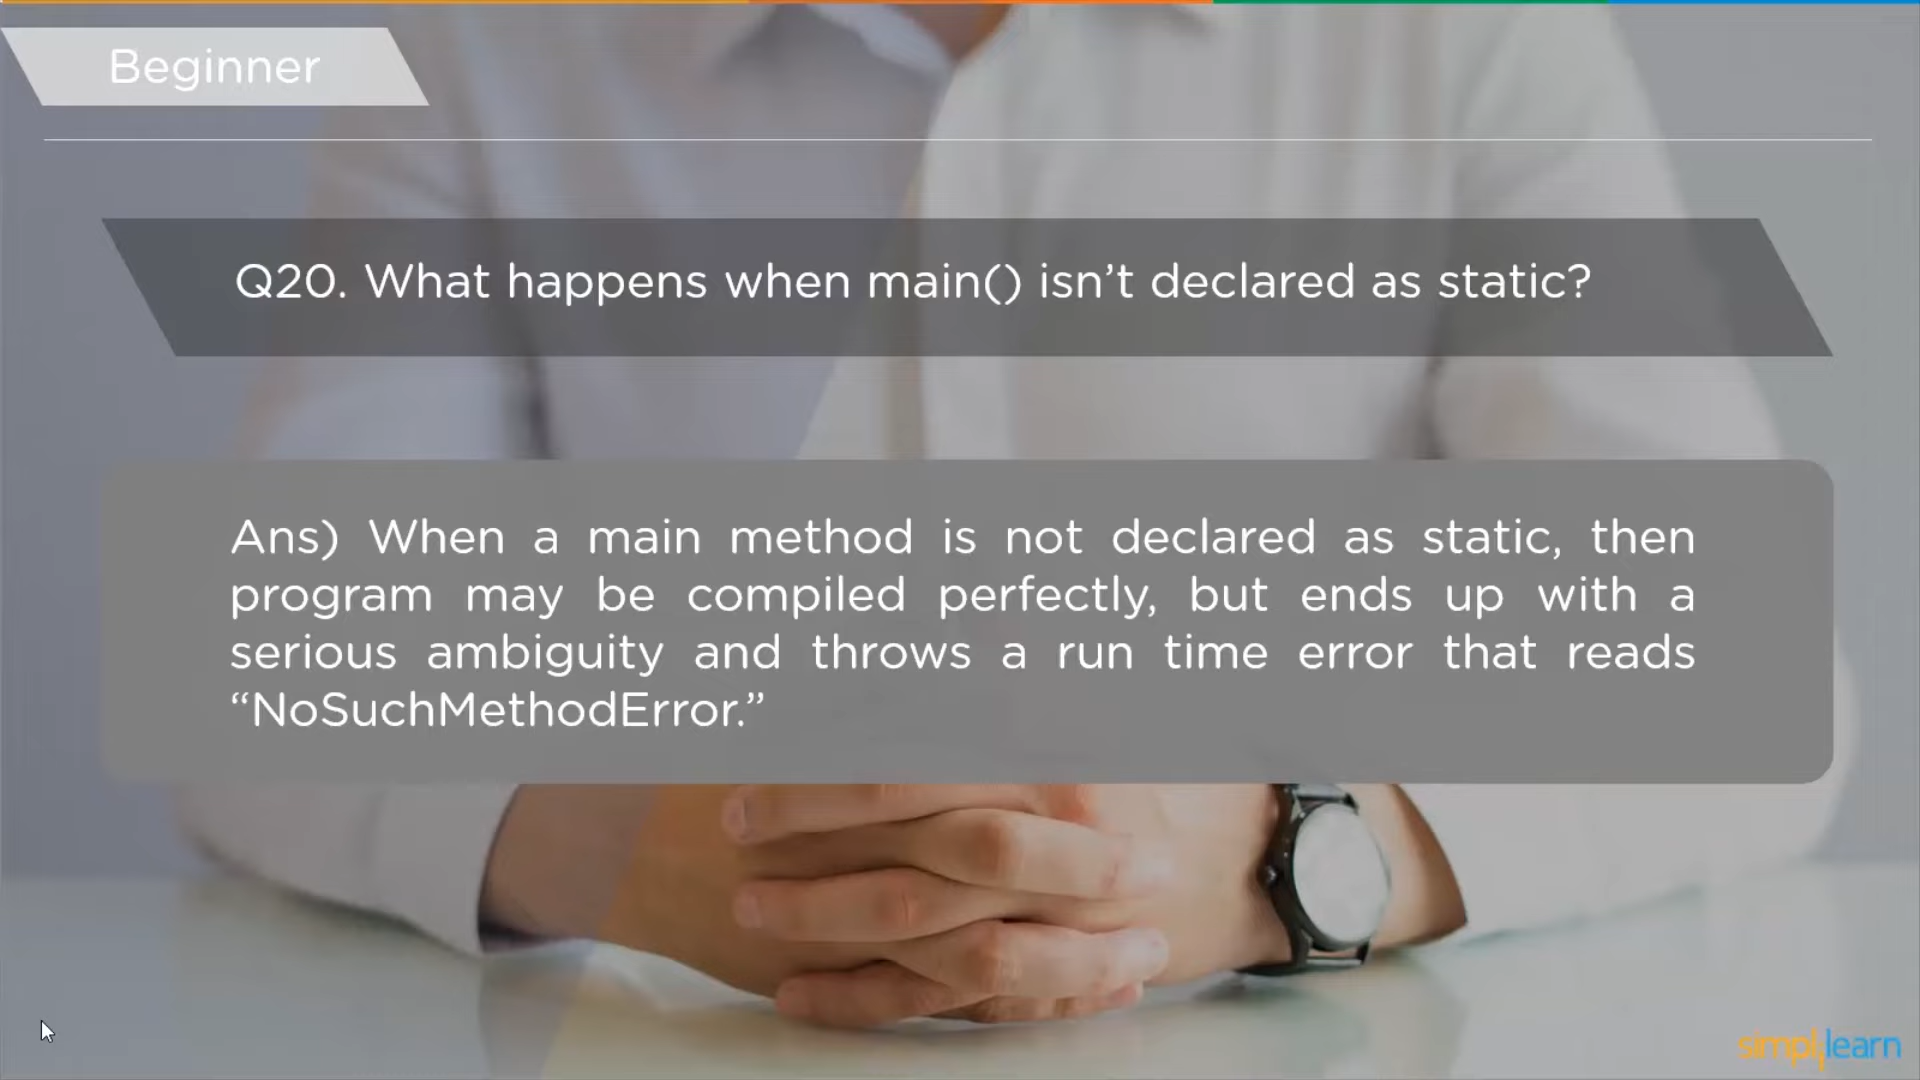 Beginner
Q20. What happens when main() isn’t declared as static?
Ans) When a main method is not declared as static, then
program may be compiled perfectly, but ends up with a
serious ambiguity and throws a run time error that reads
“NoSuchMethodError.”
simplilearn